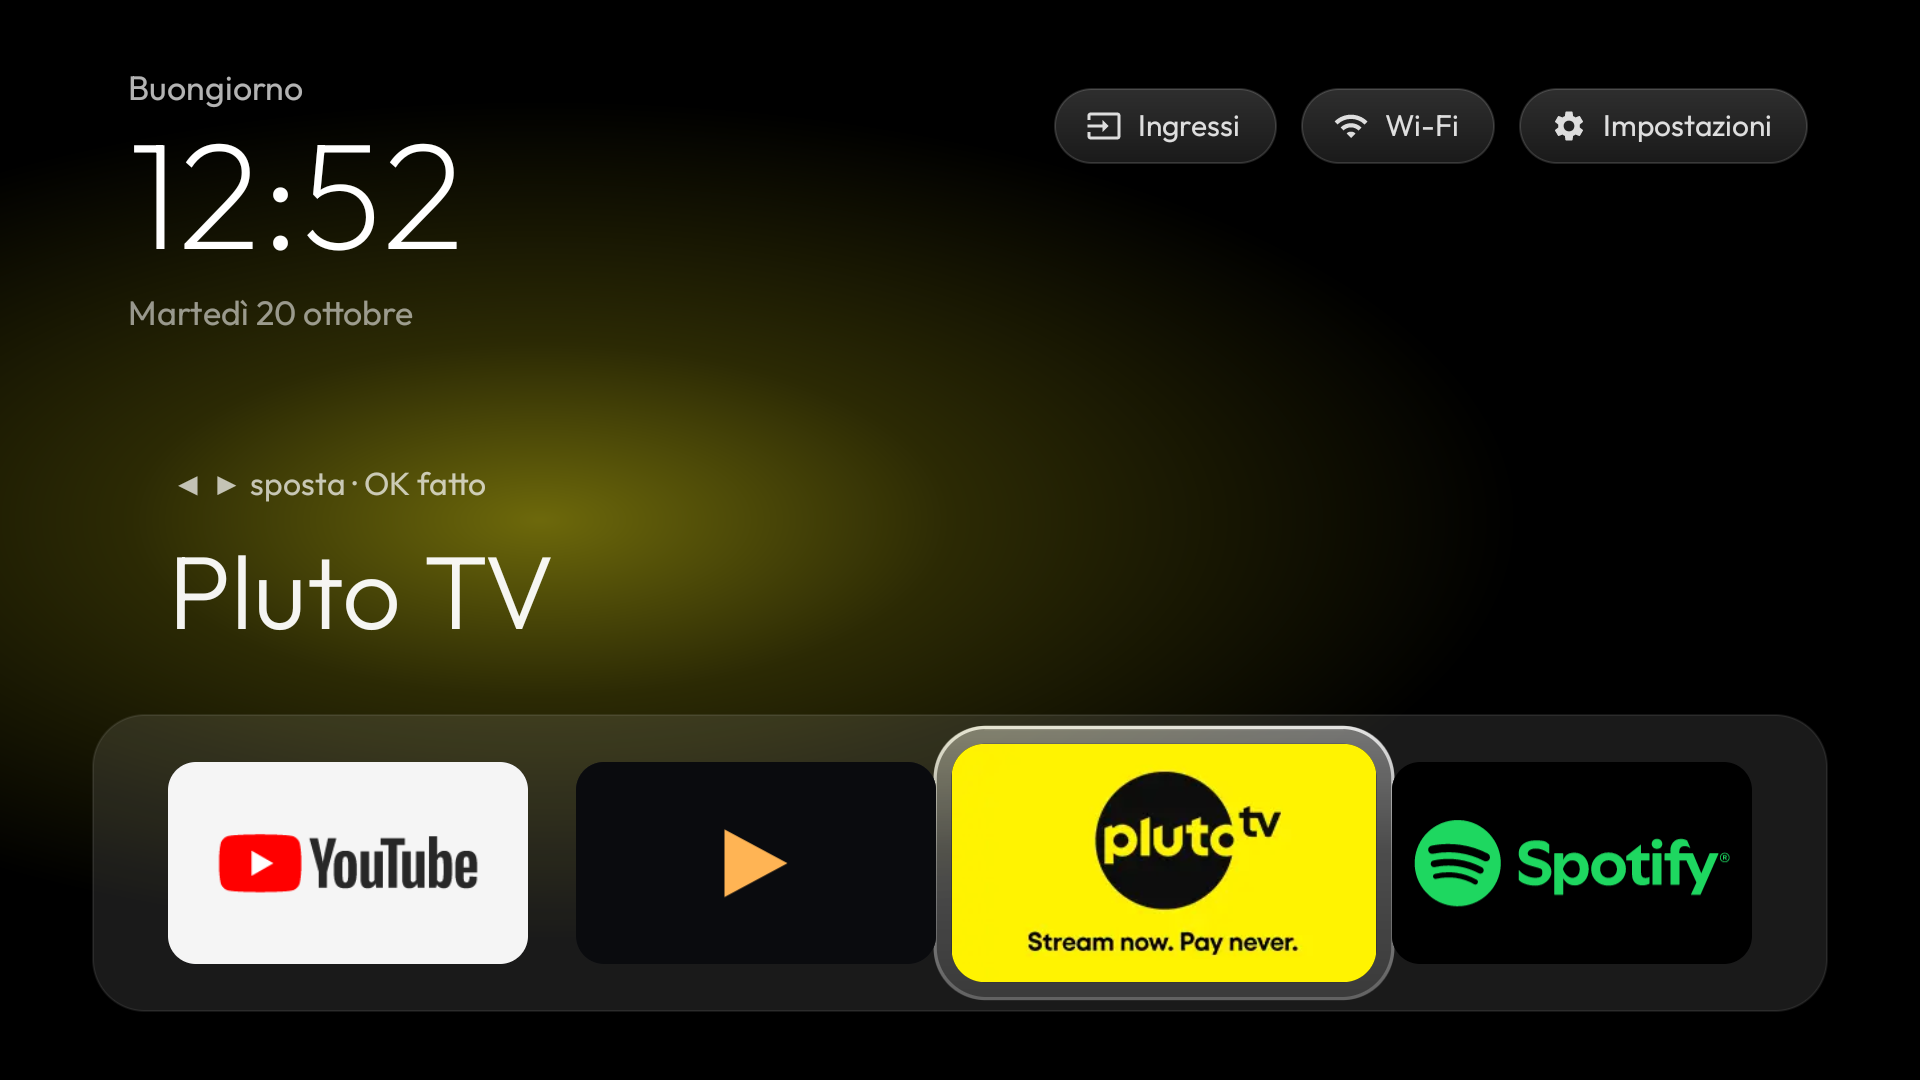 Buongiorno
12:52
Martedì 20 ottobre
Ingressi
Wi-Fi
Impostazioni
◀ ▶ sposta · OK fatto
Pluto TV
YouTube
pluto tv
Stream now. Pay never.
Spotify®